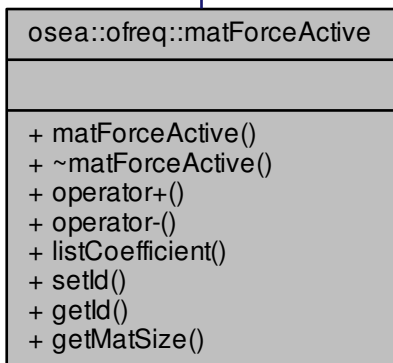 osea::ofreq::matForceActive
+ matForceActive()
+ ~matForceActive()
+ operator+()
+ operator-()
+ listCoefficient()
+ setId()
+ getId()
+ getMatSize()